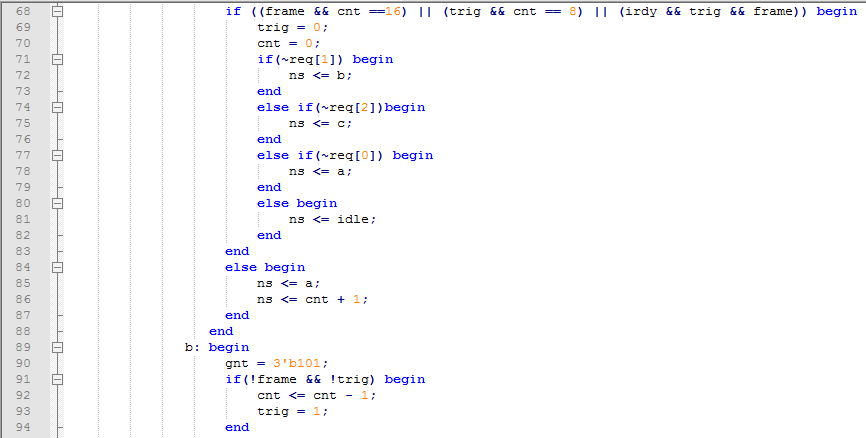 68 if ((frame && cnt ==16) || (trig && cnt == 8) || (irdy && trig && frame)) begin
69 trig = 0;
70 cnt = 0;
71 if(~req[1]) begin
72 ns <= b;
73 end
74 else if(~req[2])begin
75 ns <= c;
76 end
77 else if(~req[0]) begin
78 ns <= a;
79 end
80 else begin
81 ns <= idle;
82 end
83 end
84 else begin
85 ns <= a;
86 ns <= cnt + 1;
87 end
88 end
89 b: begin
90 gnt = 3'b101;
91 if(!frame && !trig) begin
92 cnt <= cnt - 1;
93 trig = 1;
94 end